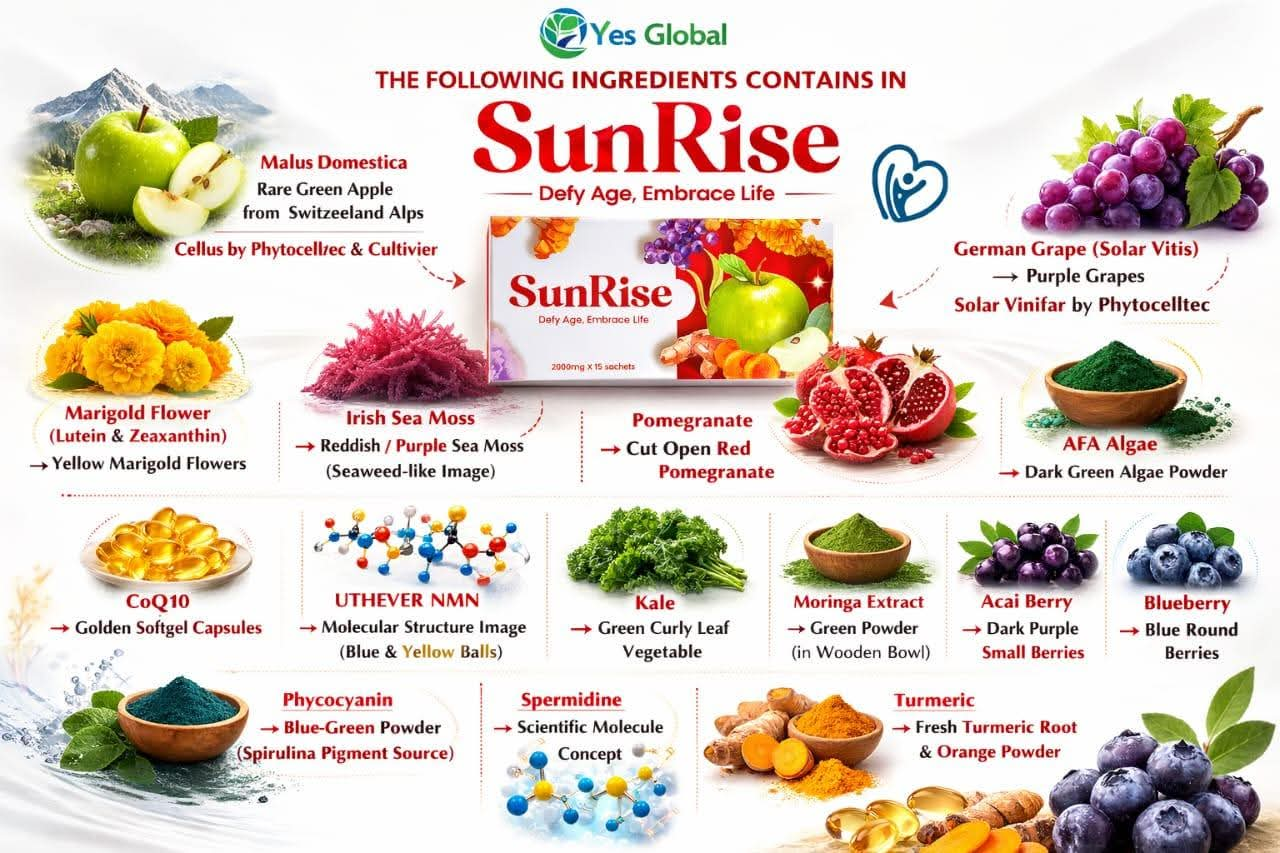 Yes Global
THE FOLLOWING INGREDIENTS CONTAINS IN
SunRise
Defy Age, Embrace Life
Malus Domestica
Rare Green Apple
from Switzeeland Alps
Cellus by Phytocelltec & Cultivier
German Grape (Solar Vitis)
→ Purple Grapes
Solar Vinifar by Phytocelltec
SunRise
Defy Age, Embrace Life
2000mg X 15 sachets
Marigold Flower
(Lutein & Zeaxanthin)
→ Yellow Marigold Flowers
Irish Sea Moss
→ Reddish / Purple Sea Moss
(Seaweed-like Image)
Pomegranate
→ Cut Open Red
Pomegranate
AFA Algae
→ Dark Green Algae Powder
CoQ10
→ Golden Softgel Capsules
UTHEVER NMN
→ Molecular Structure Image
(Blue & Yellow Balls)
Kale
→ Green Curly Leaf
Vegetable
Moringa Extract
→ Green Powder
(in Wooden Bowl)
Acai Berry
→ Dark Purple
Small Berries
Blueberry
→ Blue Round
Berries
Phycocyanin
→ Blue-Green Powder
(Spirulina Pigment Source)
Spermidine
→ Scientific Molecule
Concept
Turmeric
→ Fresh Turmeric Root
& Orange Powder